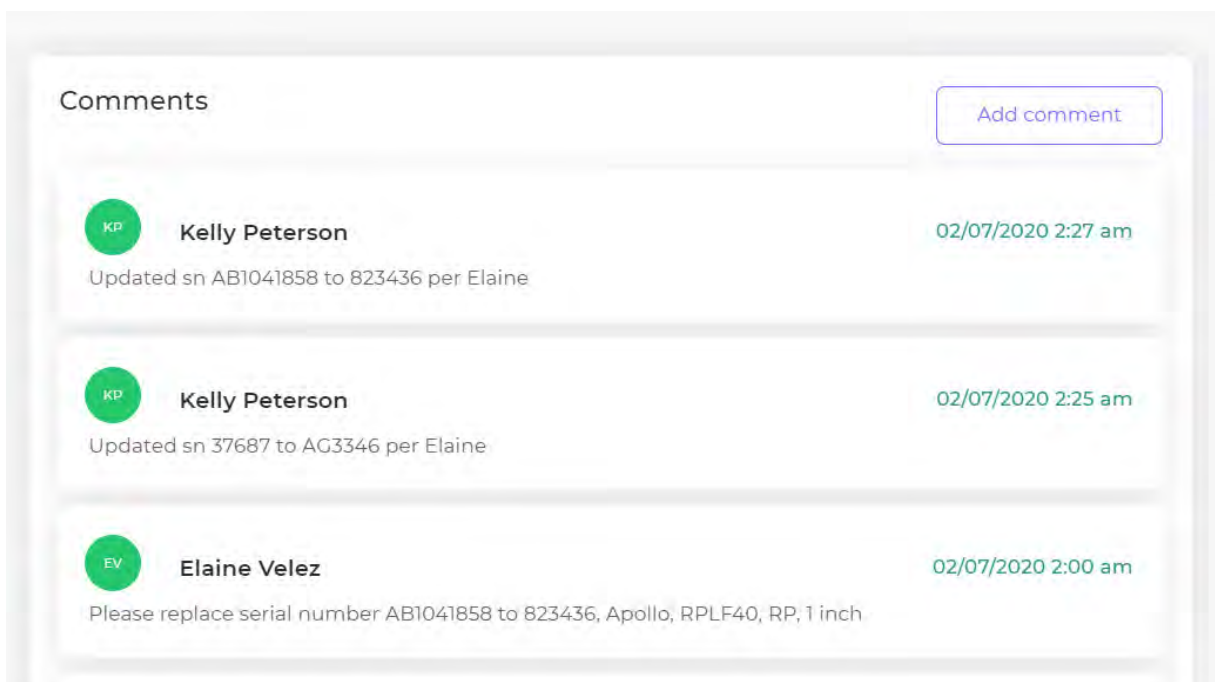 Comments
Add comment
KP
Kelly Peterson
02/07/2020 2:27 am
Updated sn AB1041858 to 823436 per Elaine
KP
Kelly Peterson
02/07/2020 2:25 am
Updated sn 37687 to AG3346 per Elaine
EV
Elaine Velez
02/07/2020 2:00 am
Please replace serial number AB1041858 to 823436, Apollo, RPLF40, RP, 1 inch